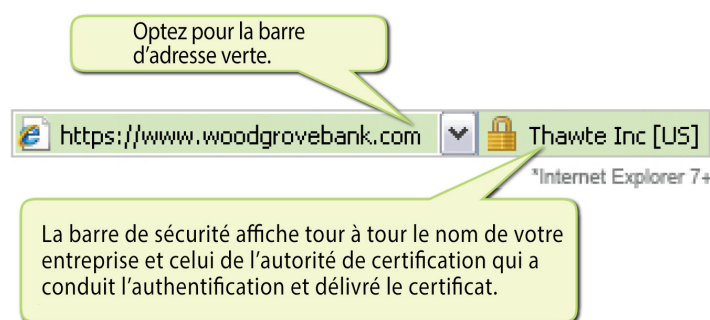 Optez pour la barre
d’adresse verte.
https://www.woodgrovebank.com
Thawte Inc [US]
*Internet Explorer 7+
La barre de sécurité affiche tour à tour le nom de votre
entreprise et celui de l’autorité de certification qui a
conduit l’authentification et délivré le certificat.